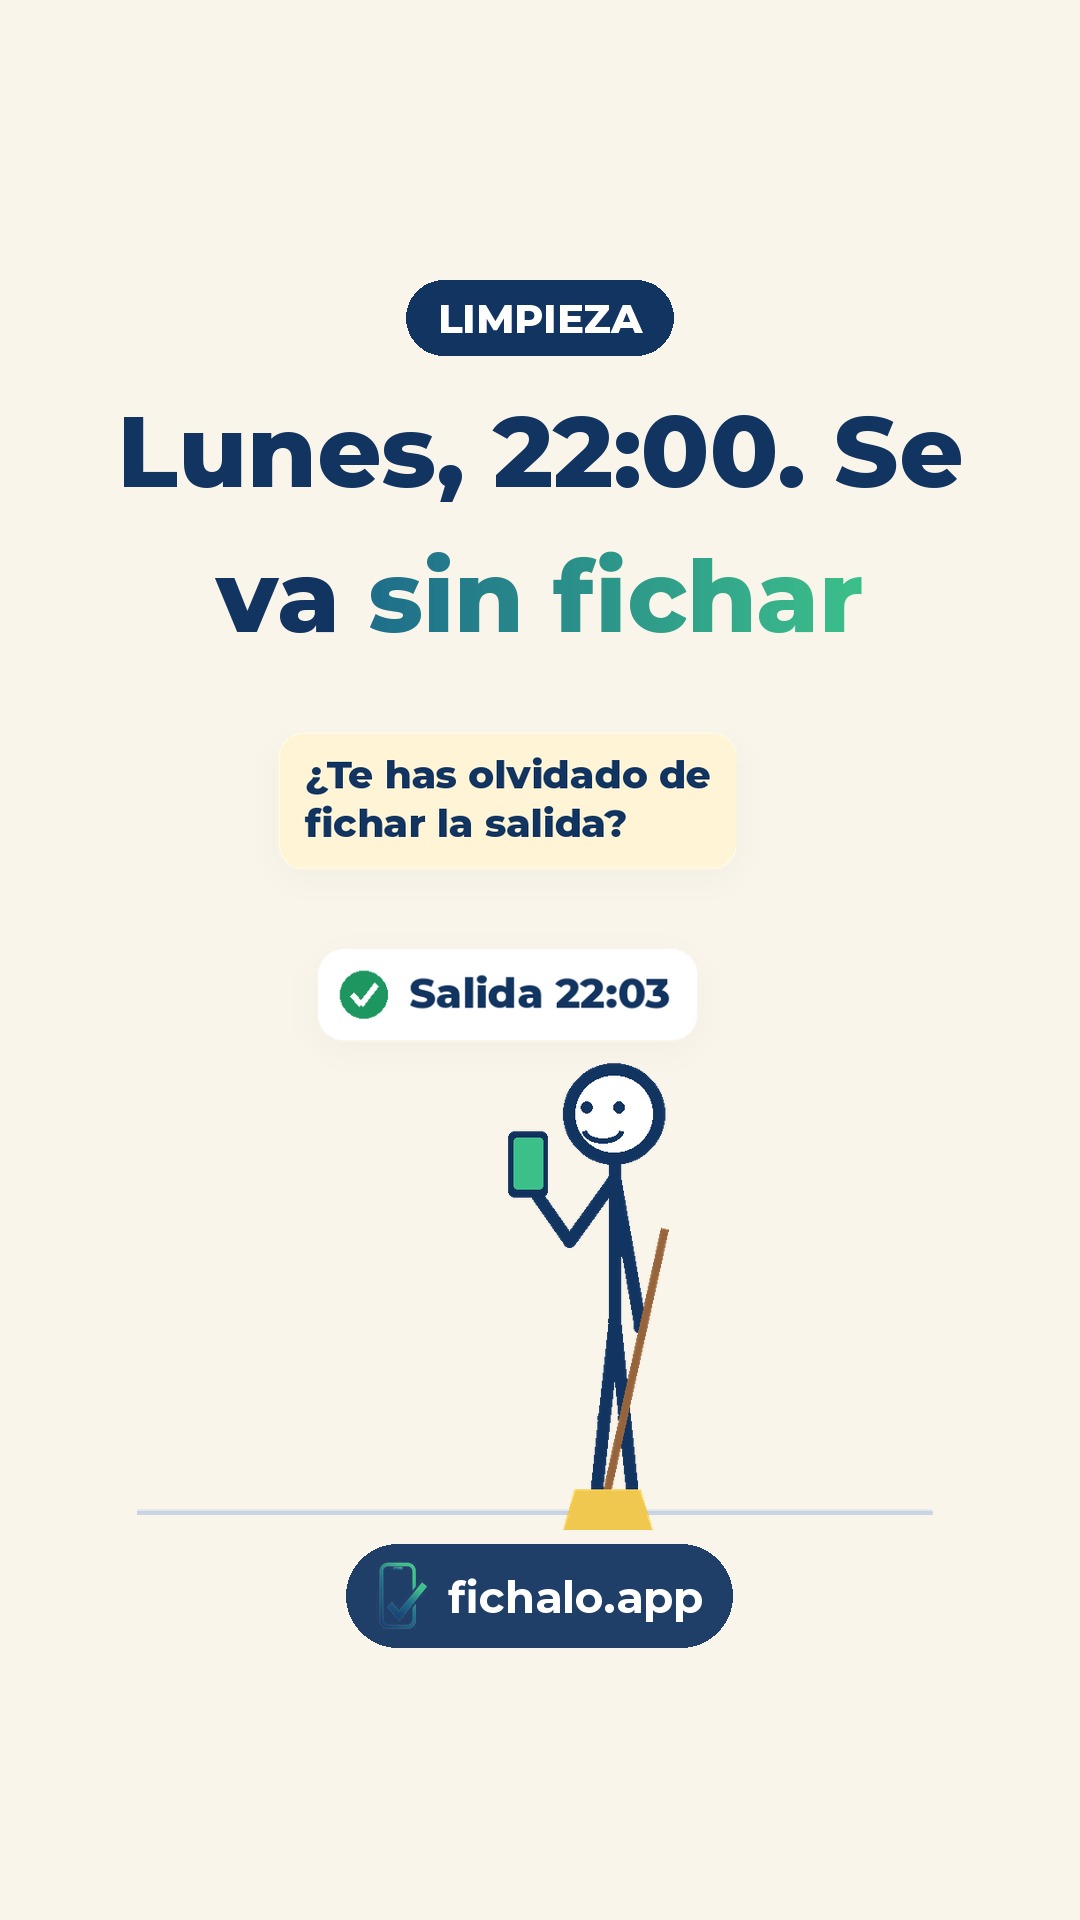 LIMPIEZA
Lunes, 22:00. Se
va sin fichar
¿Te has olvidado de
fichar la salida?
Salida 22:03
fichalo.app